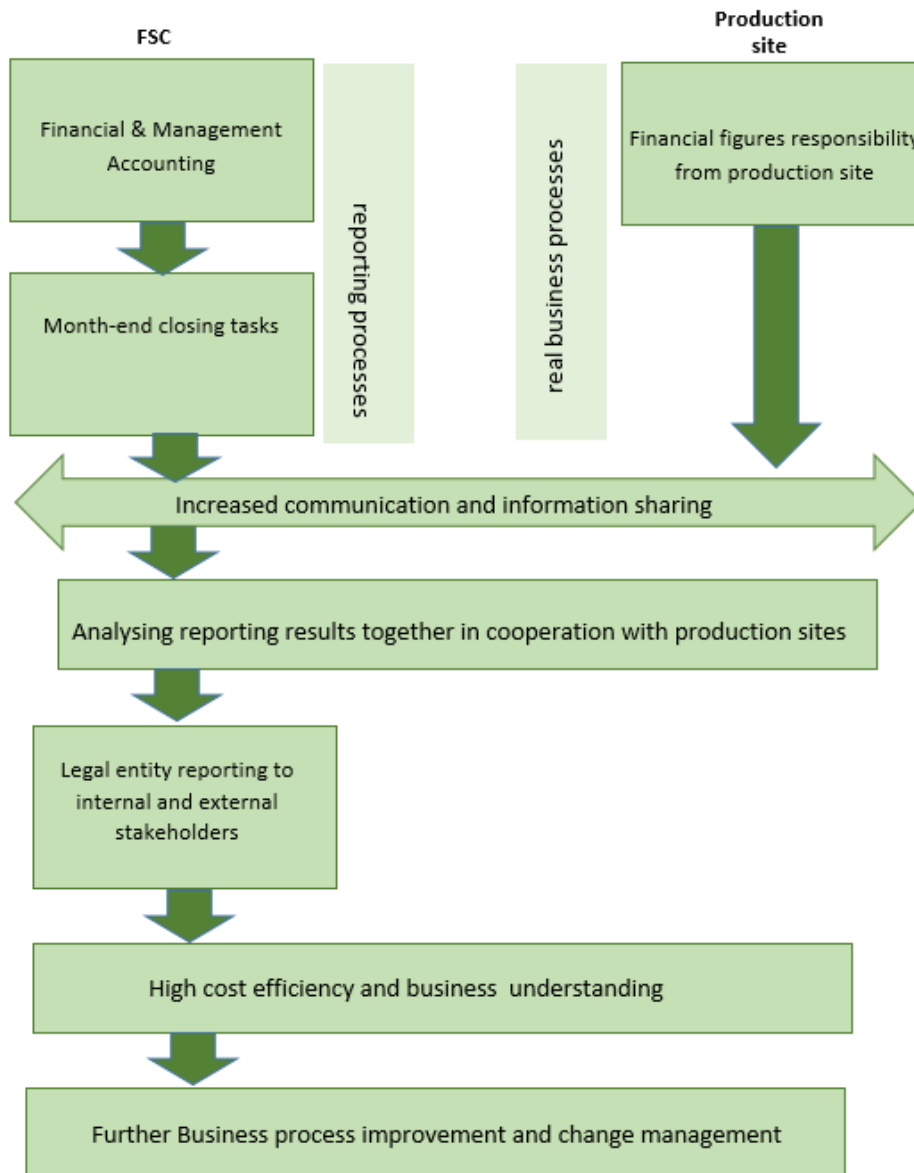 FSC
Production
site
Financial & Management
Accounting
reporting processes
real business processes
Financial figures responsibility
from production site
Month-end closing tasks
Increased communication and information sharing
Analysing reporting results together in cooperation with production sites
Legal entity reporting to
internal and external
stakeholders
High cost efficiency and business understanding
Further Business process improvement and change management